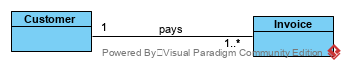 Customer
1
pays
1..*
Invoice
Powered By Visual Paradigm Community Edition